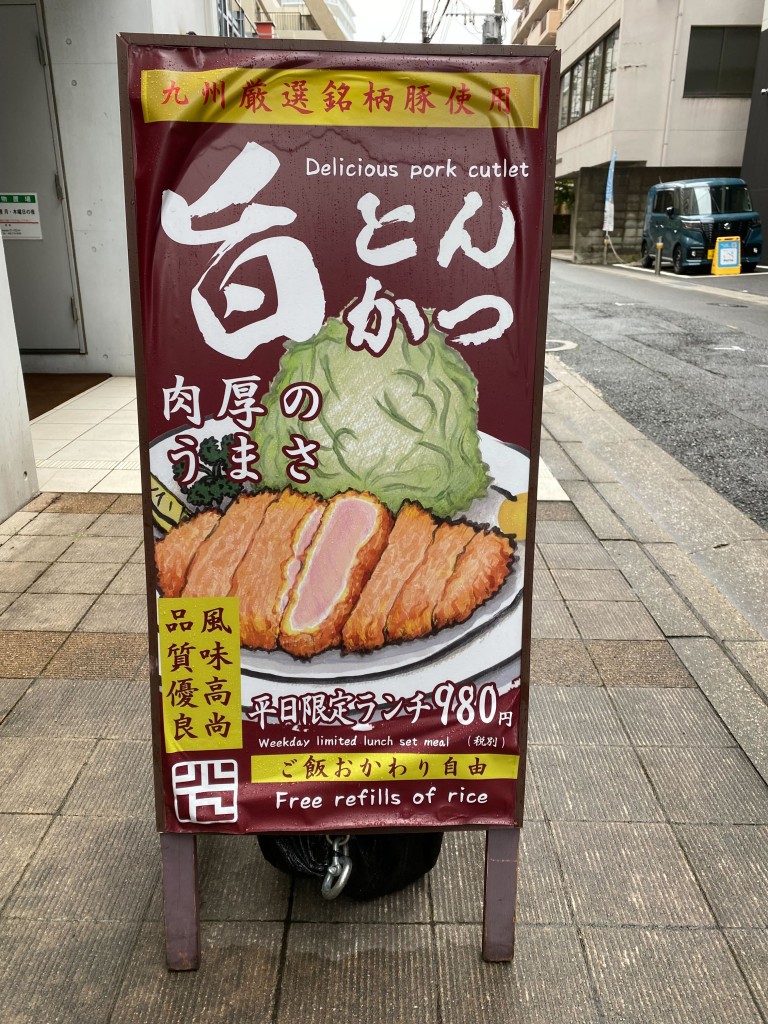 九州厳選銘柄豚使用
Delicious pork cutlet
旨
とん
かつ
肉厚の
うまさ
風味高尚
品質優良
平日限定ランチ980円
Weekday limited lunch set meal (税別)
ご飯おかわり自由
Free refills of rice